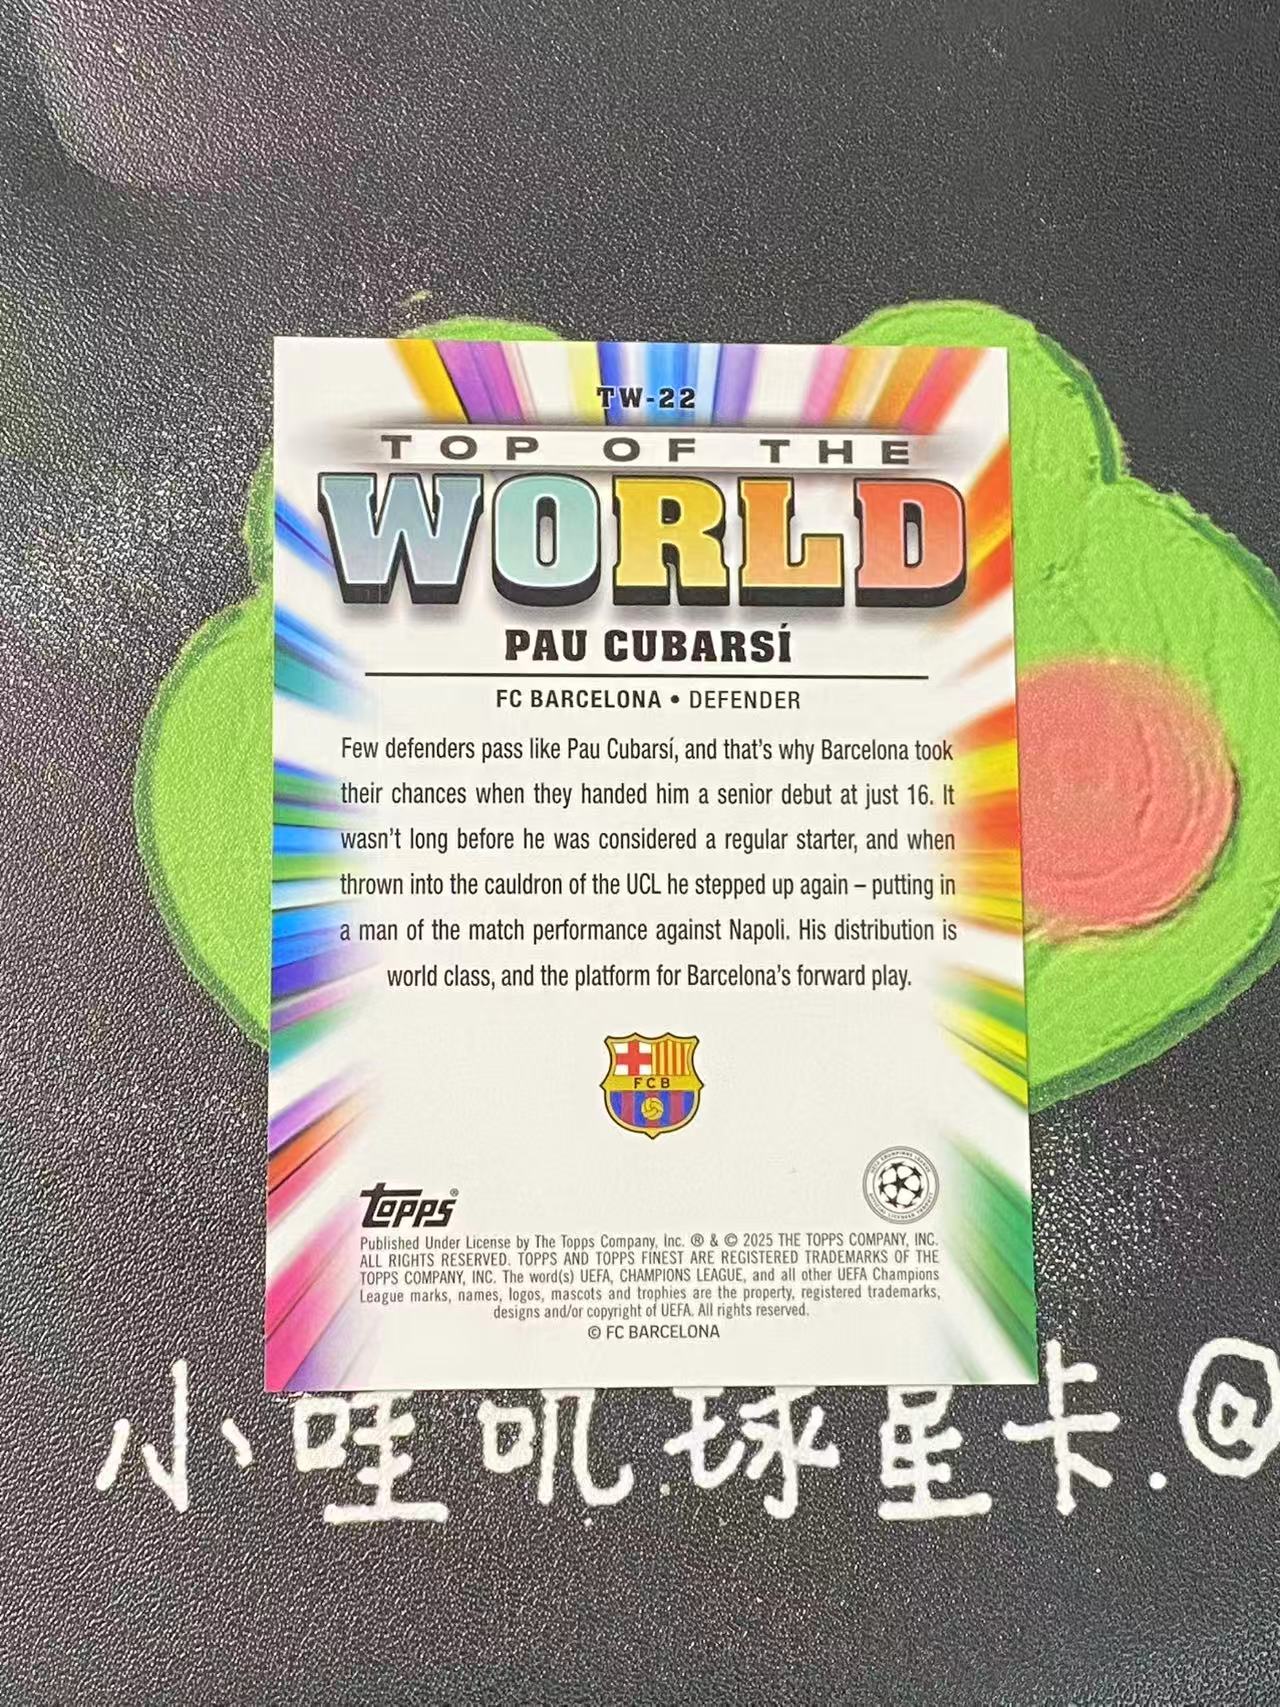 TW-22
TOP OF THE
WORLD
PAU CUBARSÍ
FC BARCELONA • DEFENDER
Few defenders pass like Pau Cubarsí, and that's why Barcelona took
their chances when they handed him a senior debut at just 16. It
wasn't long before he was considered a regular starter, and when
thrown into the cauldron of the UCL he stepped up again – putting in
a man of the match performance against Napoli. His distribution is
world class, and the platform for Barcelona's forward play.
FCB
topps®
Published Under License by The Topps Company, Inc. ® & © 2025 THE TOPPS COMPANY, INC.
ALL RIGHTS RESERVED. TOPPS AND TOPPS FINEST ARE REGISTERED TRADEMARKS OF THE
TOPPS COMPANY, INC. The word(s) UEFA, CHAMPIONS LEAGUE, and all other UEFA Champions
League marks, names, logos, mascots and trophies are the property, registered trademarks,
designs and/or copyright of UEFA. All rights reserved.
© FC BARCELONA
小哇叽.球星卡.@